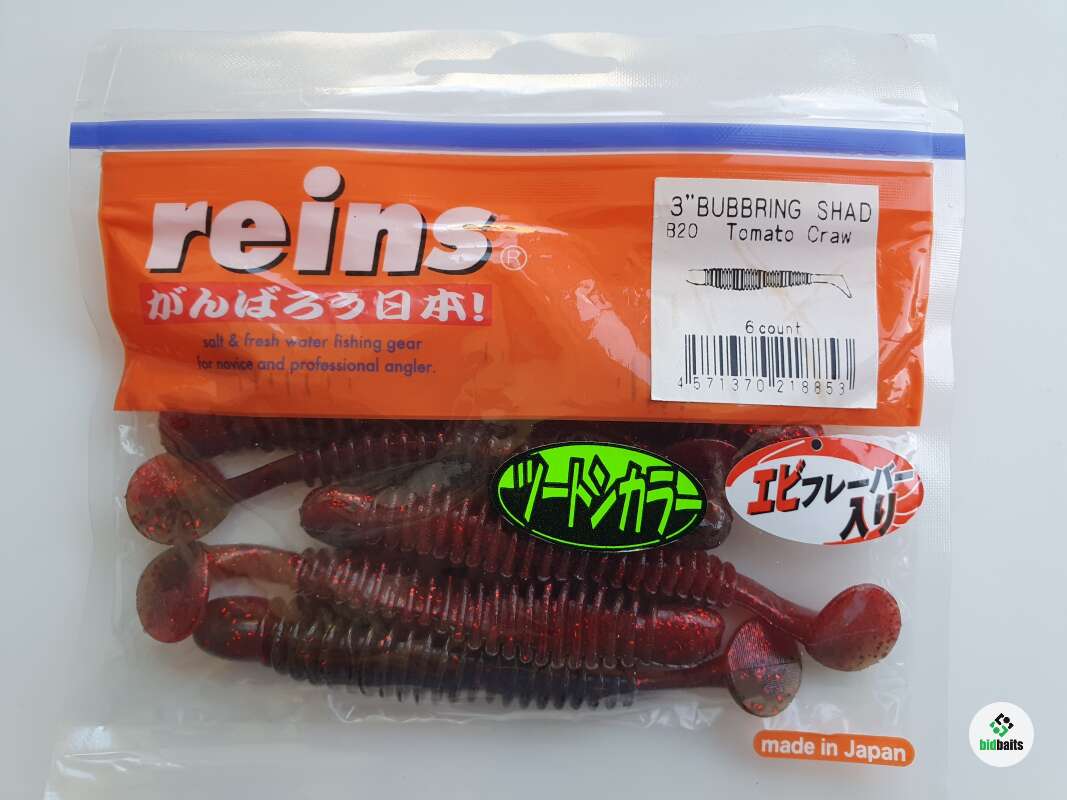 reins®
がんばろう日本!
salt & fresh water fishing gear
for novice and professional angler.
3"BUBBRING SHAD
B20 Tomato Craw
6 count
4 571370 218853
ツートンカラー
エビフレーバー
入り
made in Japan
bidbaits